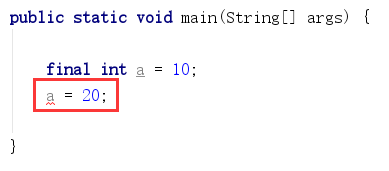 public static void main(String[] args) {
final int a = 10;
a = 20;
}